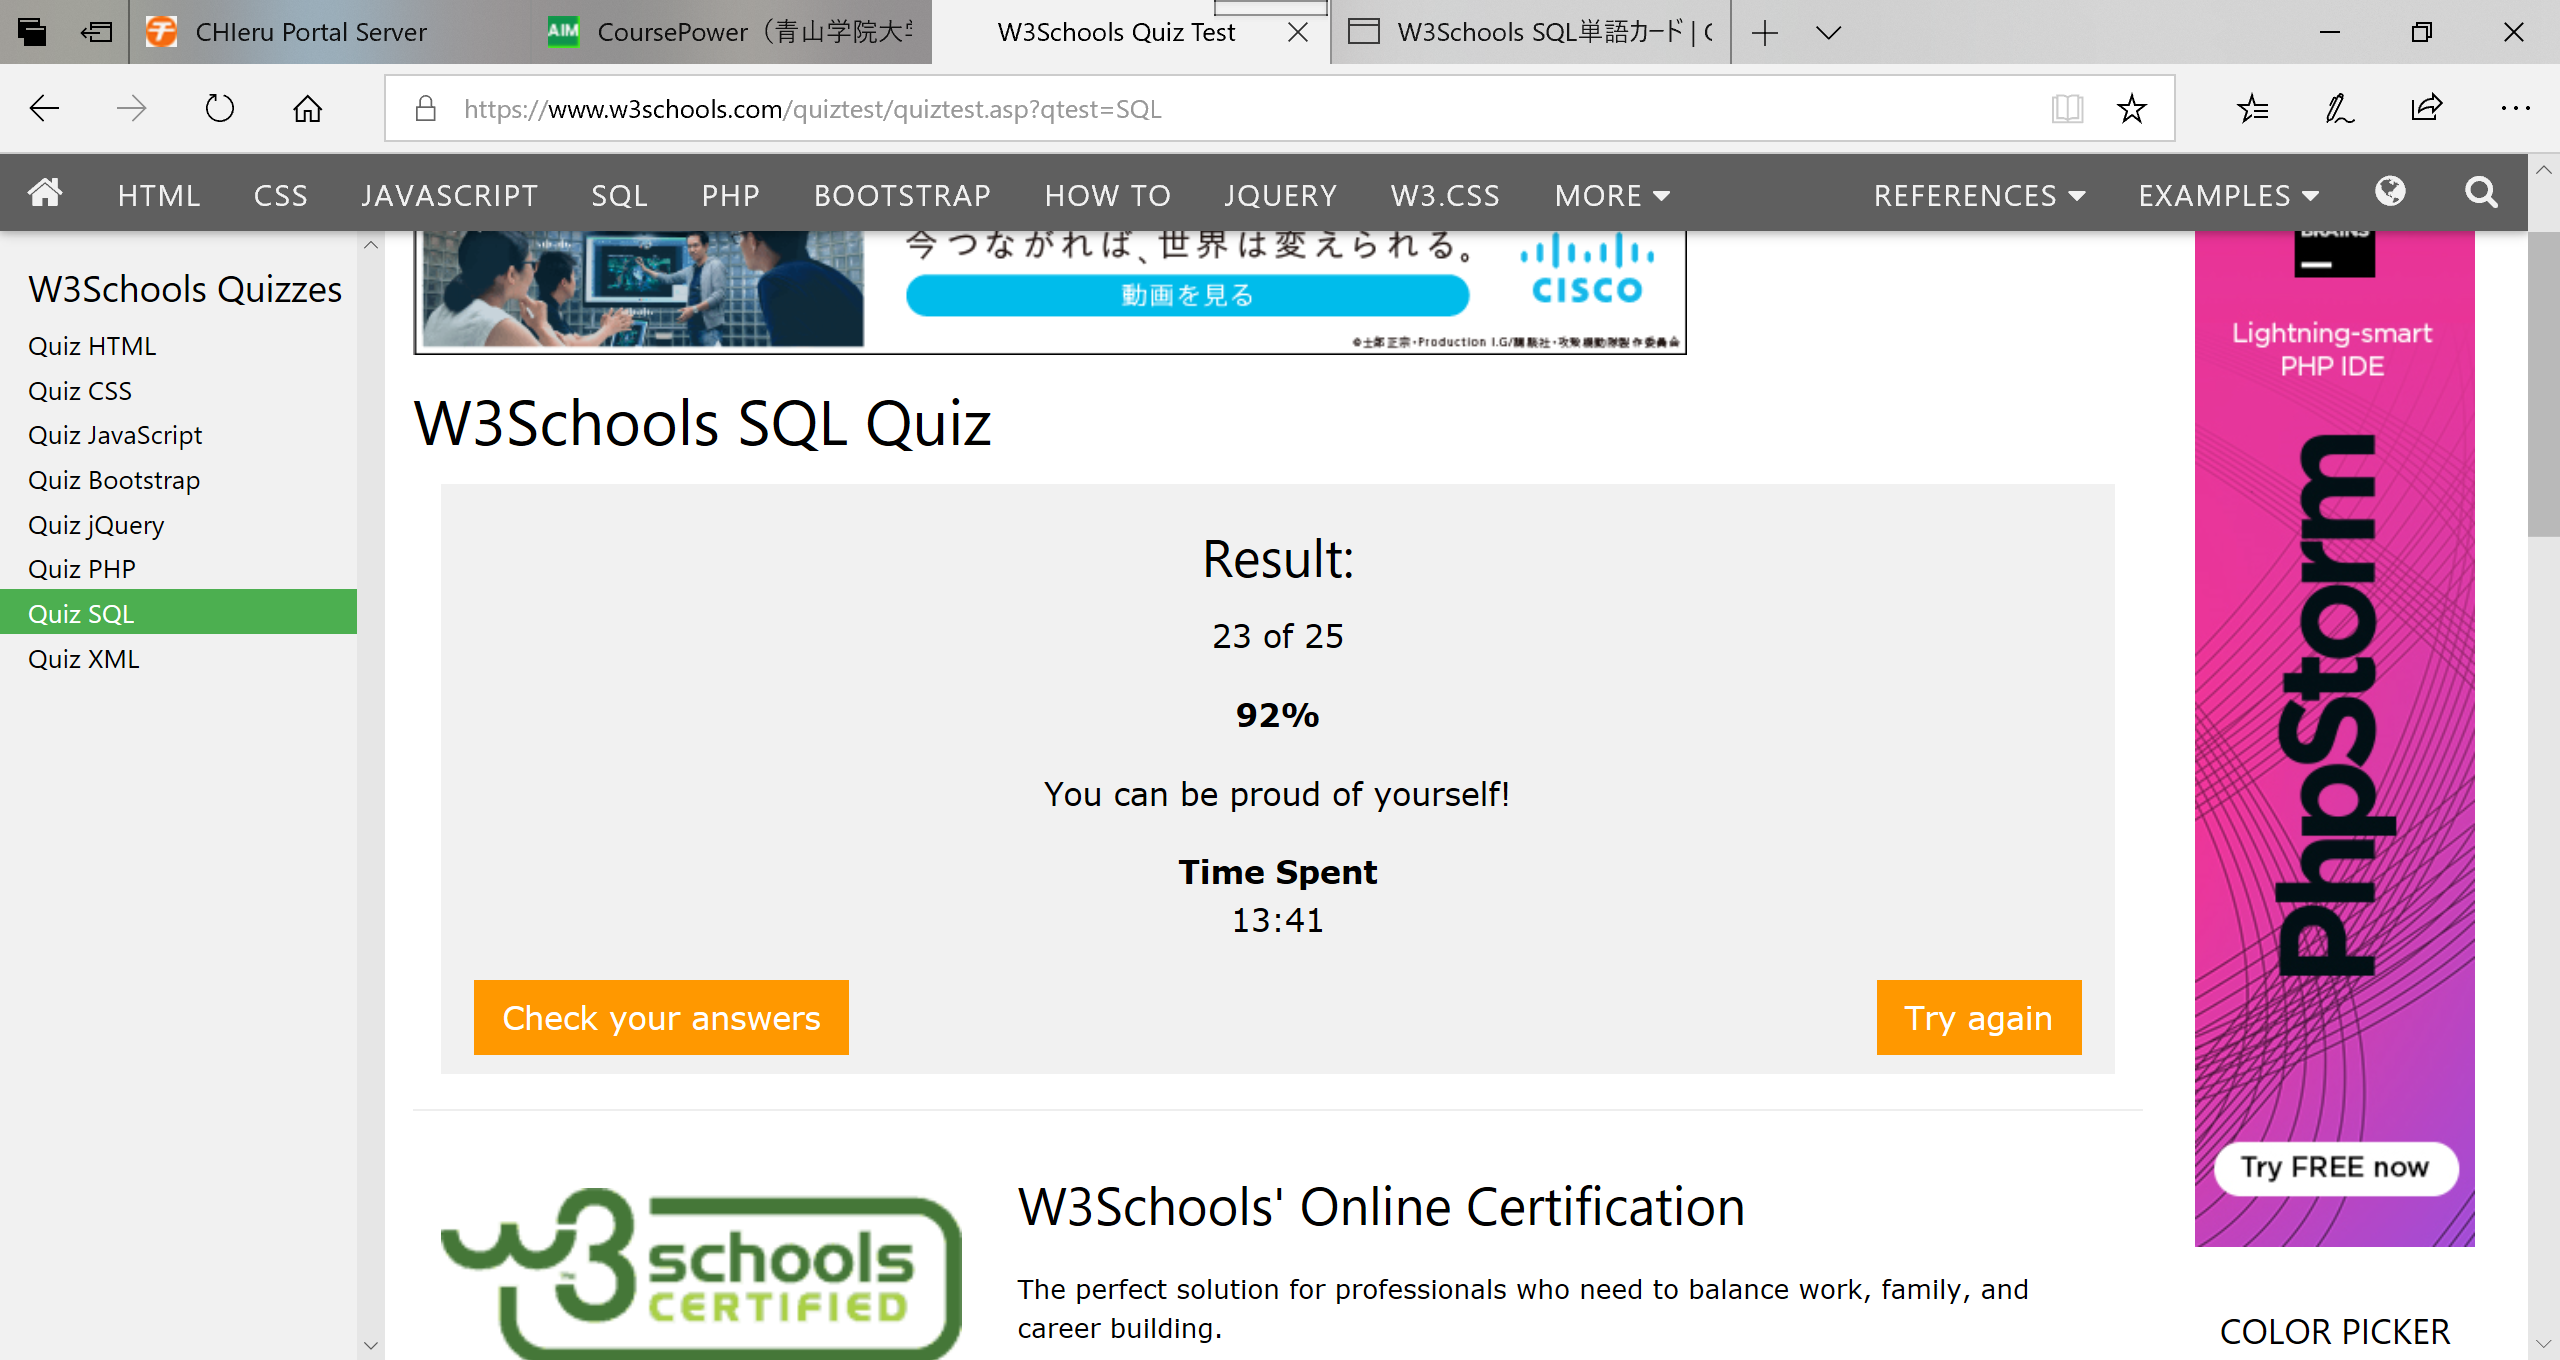 CHIeru Portal Server
AIM
CoursePower（青山学院大学
W3Schools Quiz Test
W3Schools SQL単語カード |
https://www.w3schools.com/quiztest/quiztest.asp?qtest=SQL
HTML CSS JAVASCRIPT SQL PHP BOOTSTRAP HOW TO JQUERY W3.CSS MORE REFERENCES EXAMPLES
W3Schools Quizzes
Quiz HTML
Quiz CSS
Quiz JavaScript
Quiz Bootstrap
Quiz jQuery
Quiz PHP
Quiz SQL
Quiz XML
今つながれば、世界は変えられる。
動画を見る
CISCO
©士郎正宗・Production I.G/講談社・攻殻機動隊製作委員会
W3Schools SQL Quiz
Result:
23 of 25
92%
You can be proud of yourself!
Time Spent
13:41
Check your answers
Try again
w3schools
CERTIFIED
W3Schools' Online Certification
The perfect solution for professionals who need to balance work, family, and
career building.
BRAINS
Lightning-smart
PHP IDE
PhpStorm
Try FREE now
COLOR PICKER